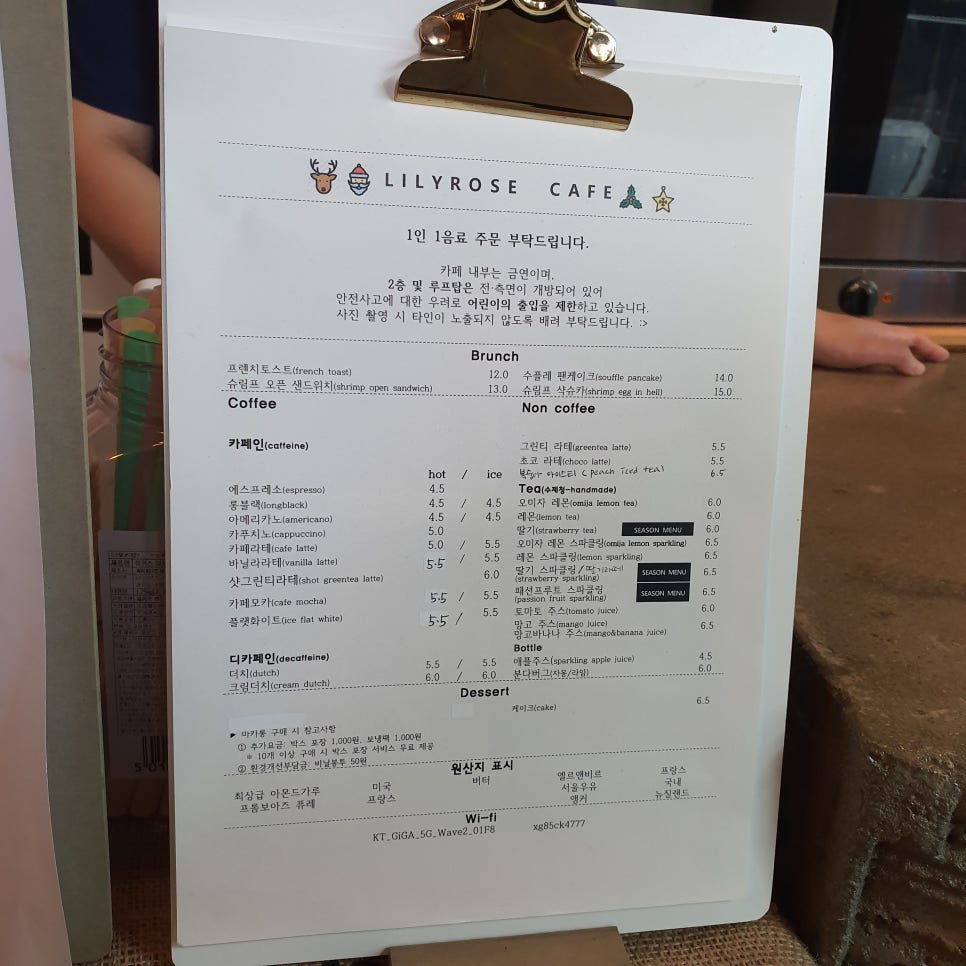 LILYROSE CAFE
1인 1음료 주문 부탁드립니다.
카페 내부는 금연이며,
2층 및 루프탑은 전·측면이 개방되어 있어
안전사고에 대한 우려로 어린이의 출입을 제한하고 있습니다.
사진 촬영 시 타인이 노출되지 않도록 배려 부탁드립니다. :>
Brunch
프렌치토스트(french toast) 12.0
슈림프 오픈 샌드위치(shrimp open sandwich) 13.0
수플레 팬케이크(souffle pancake) 14.0
슈림프 샥슈카(shrimp egg in hell) 15.0
Coffee
카페인(caffeine)
hot / ice
에스프레소(espresso) 4.5
롱블랙(longblack) 4.5 / 4.5
아메리카노(americano) 4.5 / 4.5
카푸치노(cappuccino) 5.0
카페라테(cafe latte) 5.0 / 5.5
바닐라라테(vanilla latte) 5.5 / 5.5
샷그린티라테(shot greentea latte) 6.0
카페모카(cafe mocha) 5.5 / 5.5
플랫화이트(ice flat white) 5.5 / 5.5
디카페인(decaffeine)
더치(dutch) 5.5 / 5.5
크림더치(cream dutch) 6.0 / 6.0
Non coffee
그린티 라테(greentea latte) 5.5
초코 라테(choco latte) 5.5
복숭아 아이스티 (peach iced tea) 6.5
Tea(수제청-handmade)
오미자 레몬(omija lemon tea) 6.0
레몬(lemon tea) 6.0
딸기(strawberry tea) SEASON MENU 6.0
오미자 레몬 스파클링(omija lemon sparkling) 6.5
레몬 스파클링(lemon sparkling) 6.5
딸기 스파클링/딸기라떼
(strawberry sparkling) SEASON MENU 6.5
패션프루트 스파클링
(passion fruit sparkling) SEASON MENU 6.5
토마토 주스(tomato juice) 6.0
망고 주스(mango juice)
망고바나나 주스(mango&banana juice) 6.5
Bottle
애플주스(sparkling apple juice) 4.5
분다버그(자몽/라임) 6.0
Dessert
케이크(cake) 6.5
▶ 마카롱 구매 시 참고사항
① 추가요금: 박스 포장 1,000원, 보냉팩 1,000원
※ 10개 이상 구매 시 박스 포장 서비스 무료 제공
② 환경개선부담금: 비닐봉투 50원
원산지 표시
최상급 아몬드가루 미국 버터 엘르앤비르 프랑스
프롬보아즈 퓨레 프랑스 서울우유 국내
앵커 뉴질랜드
Wi-fi
KT_GiGA_5G_Wave2_01F8 xg85ck4777